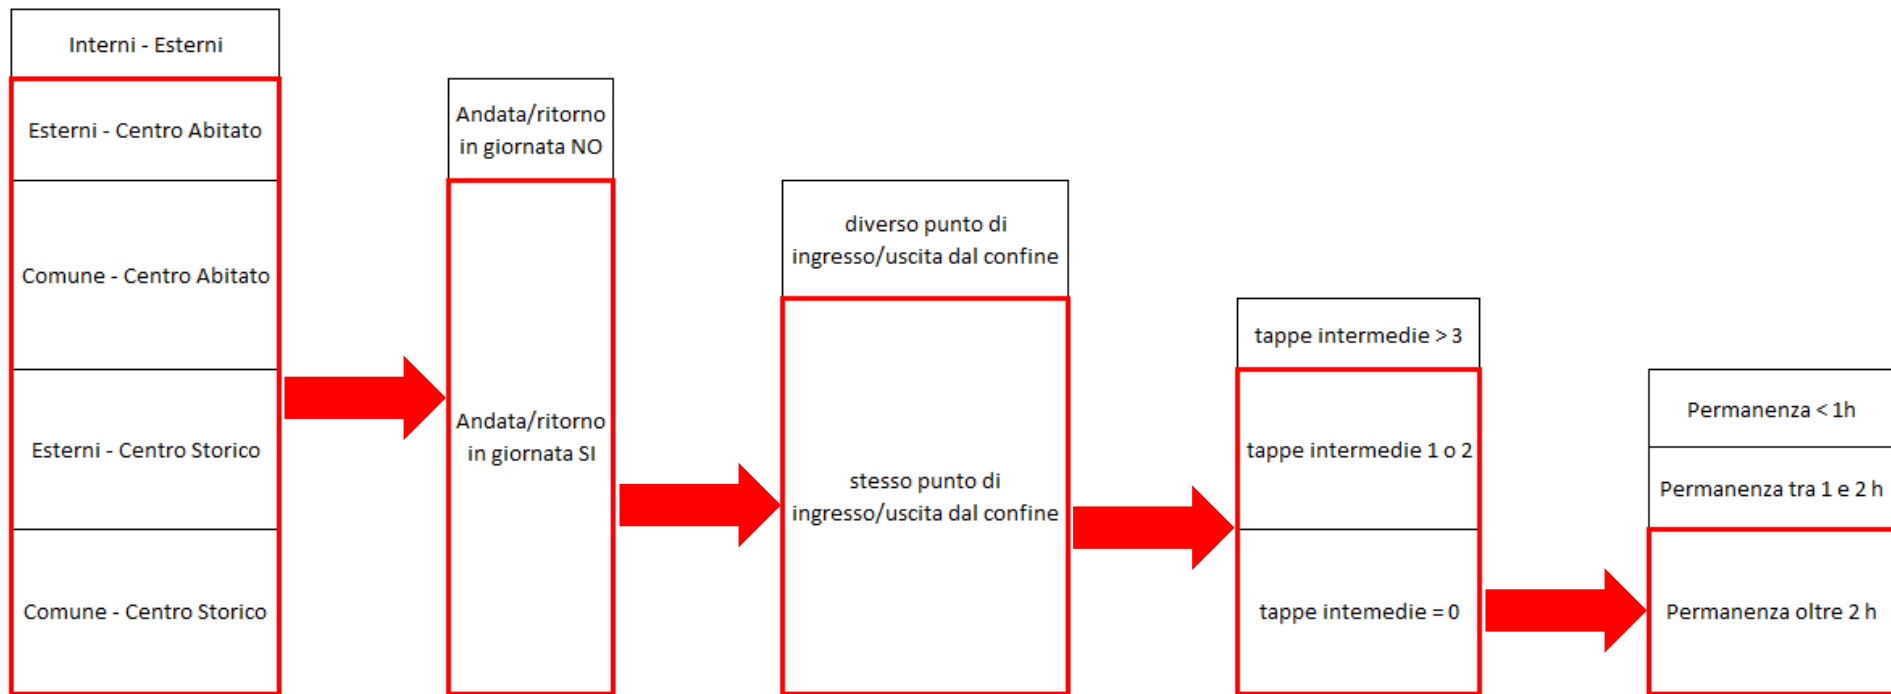 Interni - Esterni
Esterni - Centro Abitato
Comune - Centro Abitato
Esterni - Centro Storico
Comune - Centro Storico
Andata/ritorno
in giornata NO
Andata/ritorno
in giornata SI
diverso punto di
ingresso/uscita dal confine
stesso punto di
ingresso/uscita dal confine
tappe intermedie > 3
tappe intermedie 1 o 2
tappe intemedie = 0
Permanenza < 1h
Permanenza tra 1 e 2 h
Permanenza oltre 2 h